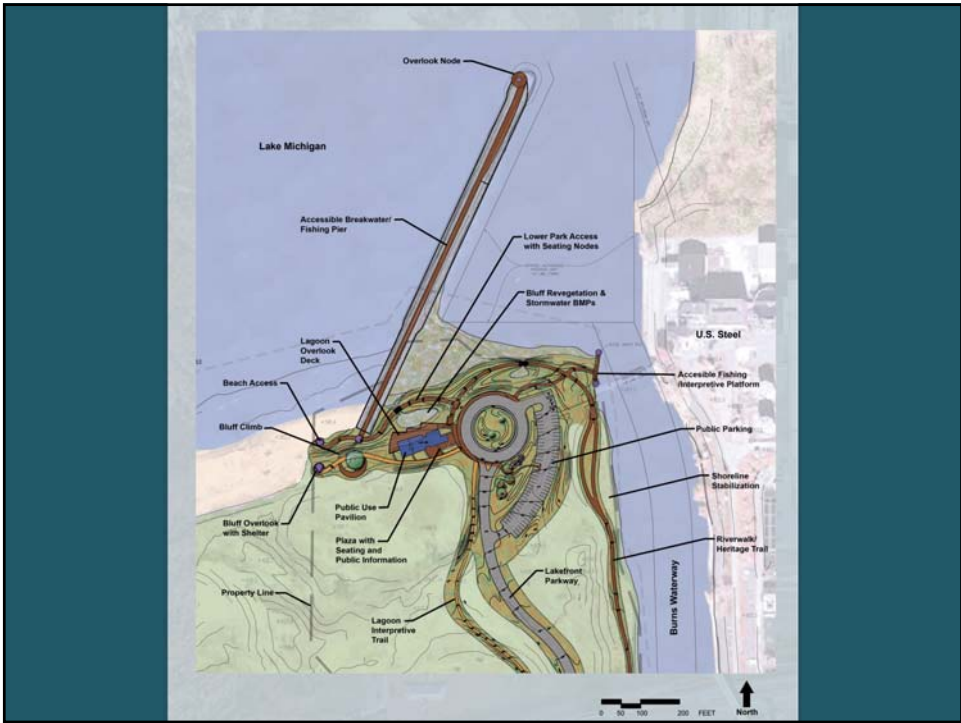 Overlook Node
Lake Michigan
Accessible Breakwater/
Fishing Pier
Lower Park Access
with Seating Nodes
Bluff Revegetation &
Stormwater BMPs
U.S. Steel
Lagoon
Overlook
Deck
Accesible Fishing
/Interpretive Platform
Beach Access
Bluff Climb
Public Parking
Shoreline
Stabilization
Public Use
Pavilion
Bluff Overlook
with Shelter
Plaza with
Seating and
Public Information
Riverwalk/
Heritage Trail
Lakefront
Parkway
Property Line
Burns Waterway
Lagoon
Interpretive
Trail
0 50 100 200 FEET
North